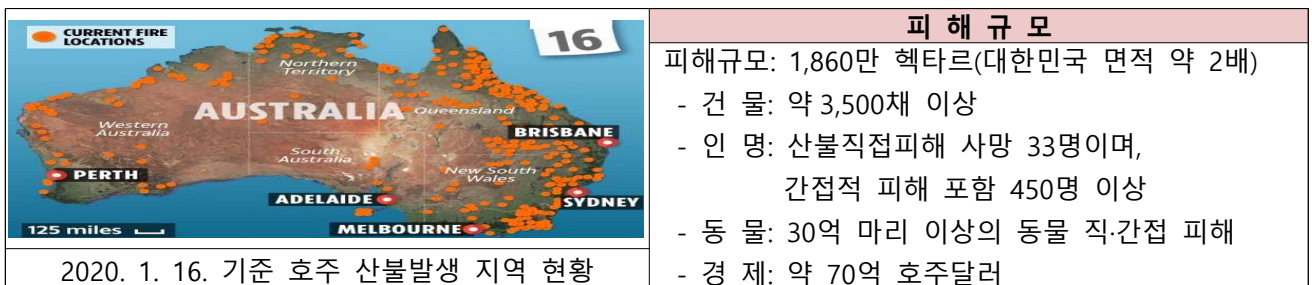 CURRENT FIRE
LOCATIONS
16
Northern
Territory
AUSTRALIA
Queensland
Western
Australia
BRISBANE
South
Australia
New South
Wales
PERTH
ADELAIDE
SYDNEY
125 miles
MELBOURNE
2020. 1. 16. 기준 호주 산불발생 지역 현황
피 해 규 모
피해규모: 1,860만 헥타르(대한민국 면적 약 2배)
- 건 물: 약 3,500채 이상
- 인 명: 산불직접피해 사망 33명이며,
간접적 피해 포함 450명 이상
- 동 물: 30억 마리 이상의 동물 직·간접 피해
- 경 제: 약 70억 호주달러